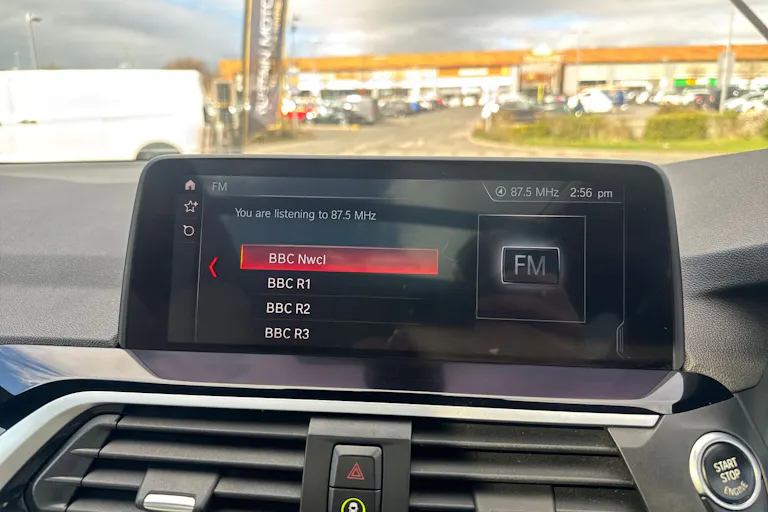 FM
87.5 MHz 2:56 pm
You are listening to 87.5 MHz
BBC Nwcl
BBC R1
BBC R2
BBC R3
FM
START
STOP
ENGINE